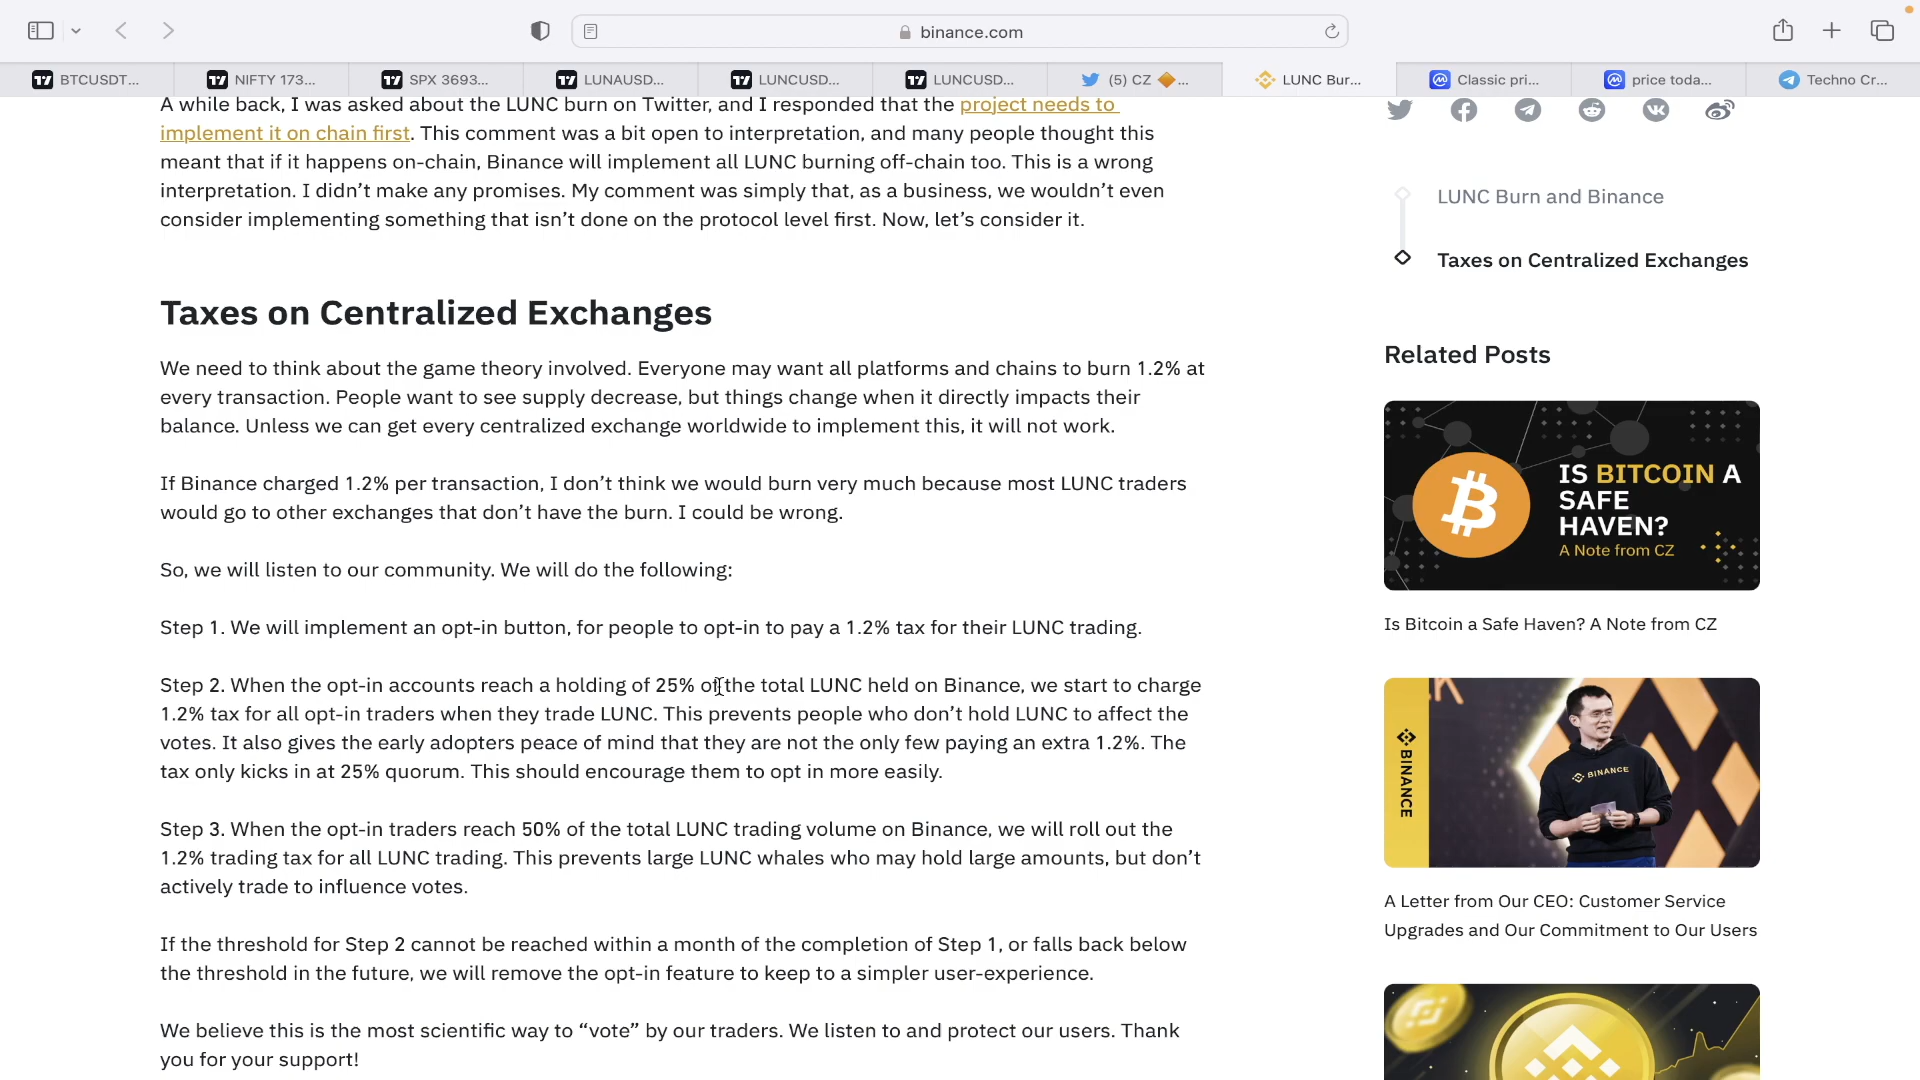 binance.com
BTCUSDT...
NIFTY 173...
SPX 3693...
LUNAUSD...
LUNCUSD...
LUNCUSD...
(5) CZ 🔶...
LUNC Bur...
Classic pri...
price toda...
Techno Cr...
A while back, I was asked about the LUNC burn on Twitter, and I responded that the project needs to
implement it on chain first. This comment was a bit open to interpretation, and many people thought this
meant that if it happens on-chain, Binance will implement all LUNC burning off-chain too. This is a wrong
interpretation. I didn’t make any promises. My comment was simply that, as a business, we wouldn’t even
consider implementing something that isn’t done on the protocol level first. Now, let’s consider it.
Taxes on Centralized Exchanges
We need to think about the game theory involved. Everyone may want all platforms and chains to burn 1.2% at
every transaction. People want to see supply decrease, but things change when it directly impacts their
balance. Unless we can get every centralized exchange worldwide to implement this, it will not work.
If Binance charged 1.2% per transaction, I don’t think we would burn very much because most LUNC traders
would go to other exchanges that don’t have the burn. I could be wrong.
So, we will listen to our community. We will do the following:
Step 1. We will implement an opt-in button, for people to opt-in to pay a 1.2% tax for their LUNC trading.
Step 2. When the opt-in accounts reach a holding of 25% of the total LUNC held on Binance, we start to charge
1.2% tax for all opt-in traders when they trade LUNC. This prevents people who don’t hold LUNC to affect the
votes. It also gives the early adopters peace of mind that they are not the only few paying an extra 1.2%. The
tax only kicks in at 25% quorum. This should encourage them to opt in more easily.
Step 3. When the opt-in traders reach 50% of the total LUNC trading volume on Binance, we will roll out the
1.2% trading tax for all LUNC trading. This prevents large LUNC whales who may hold large amounts, but don’t
actively trade to influence votes.
If the threshold for Step 2 cannot be reached within a month of the completion of Step 1, or falls back below
the threshold in the future, we will remove the opt-in feature to keep to a simpler user-experience.
We believe this is the most scientific way to “vote” by our traders. We listen to and protect our users. Thank
you for your support!
LUNC Burn and Binance
Taxes on Centralized Exchanges
Related Posts
IS BITCOIN A
SAFE
HAVEN?
A Note from CZ
Is Bitcoin a Safe Haven? A Note from CZ
BINANCE
BINANCE
A Letter from Our CEO: Customer Service
Upgrades and Our Commitment to Our Users